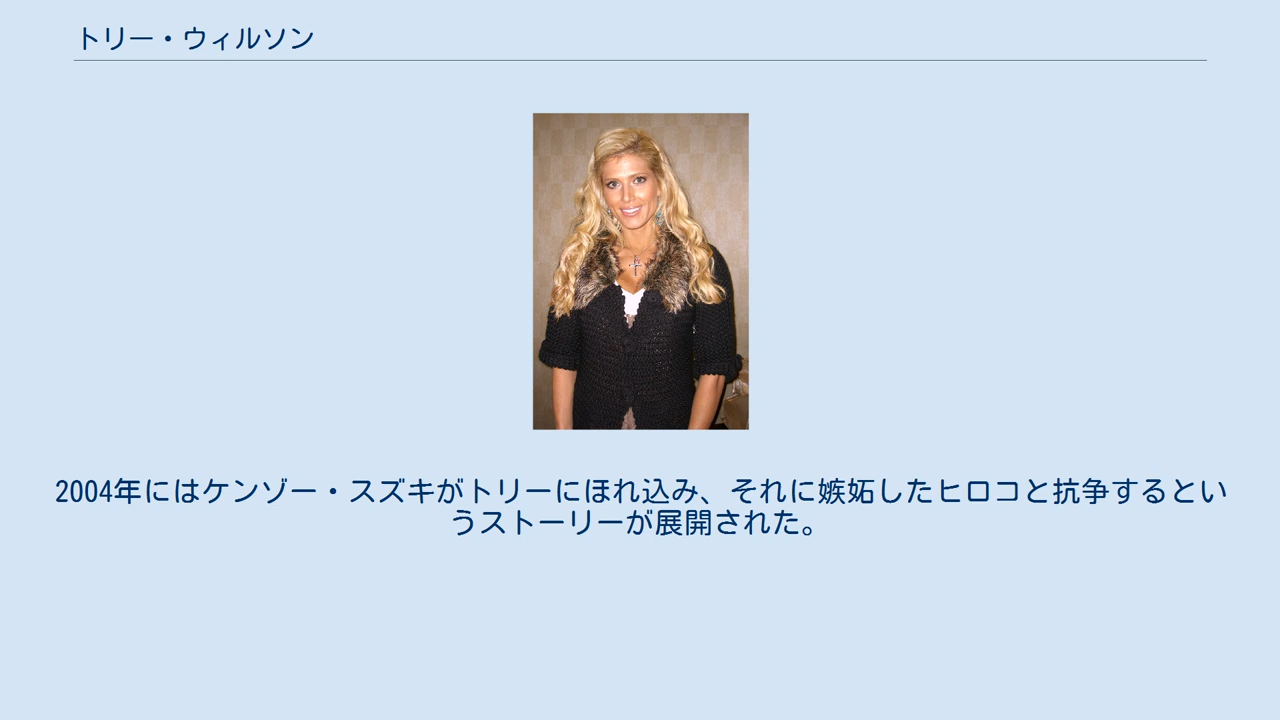 トリー・ウィルソン
2004年にはケンゾー・スズキがトリーにほれ込み、それに嫉妬したヒロコと抗争するとい
うストーリーが展開された。